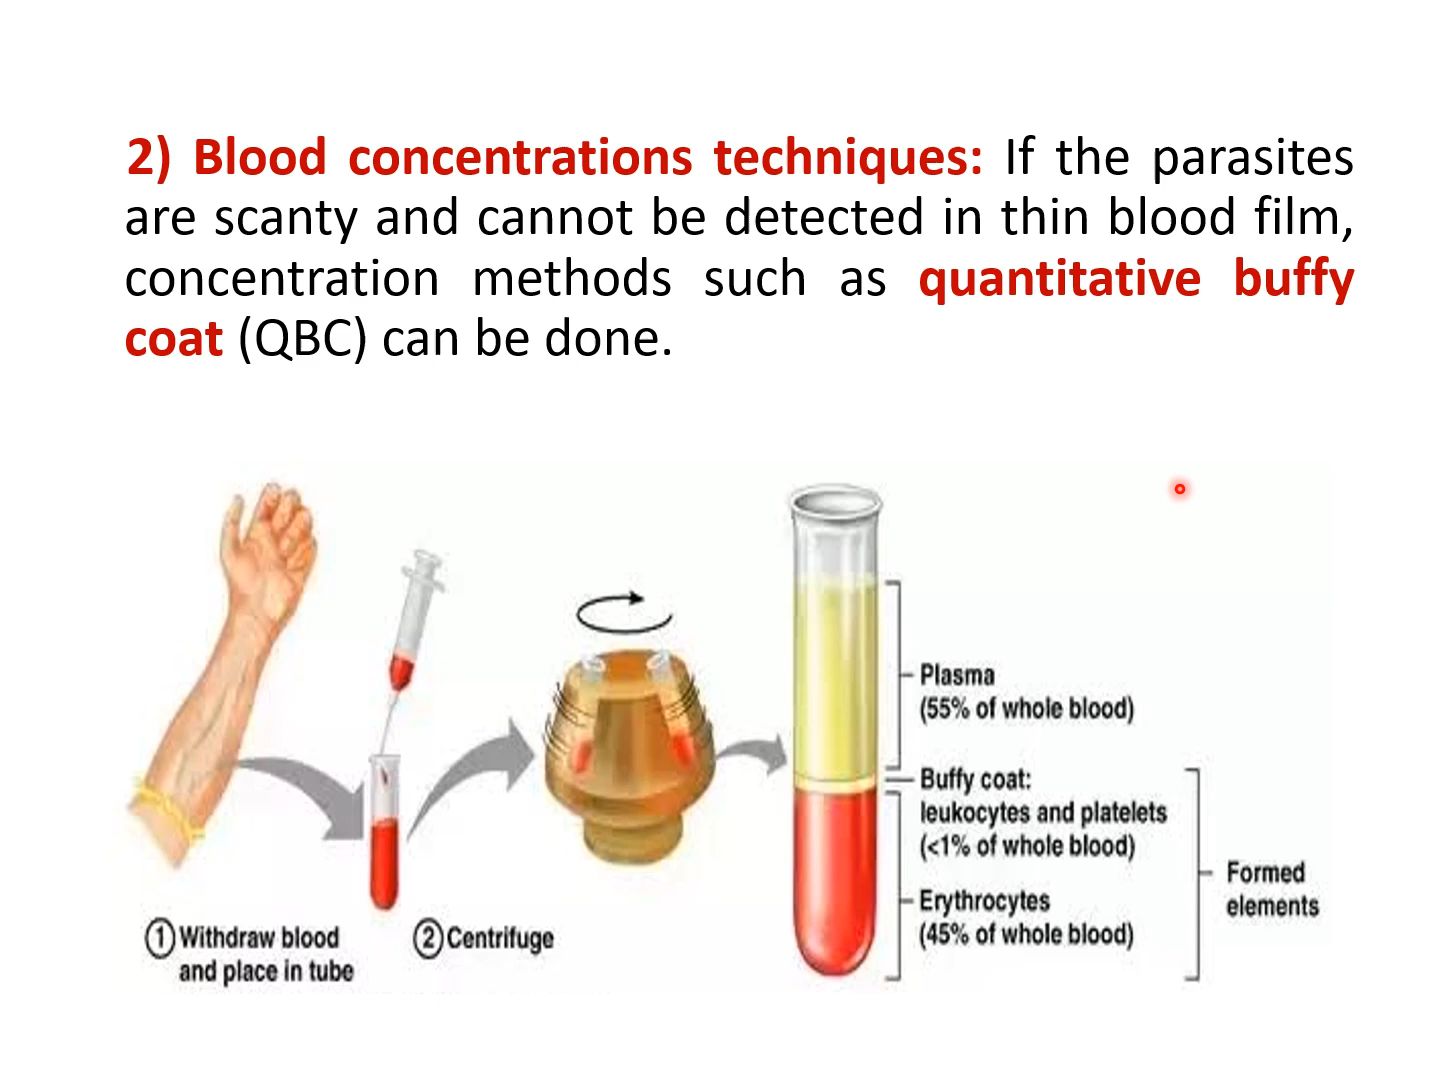 2) Blood concentrations techniques: If the parasites
are scanty and cannot be detected in thin blood film,
concentration methods such as quantitative buffy
coat (QBC) can be done.
Plasma
(55% of whole blood)
Buffy coat:
leukocytes and platelets
(<1% of whole blood)
Erythrocytes
(45% of whole blood)
Formed
elements
1 Withdraw blood
and place in tube
2 Centrifuge